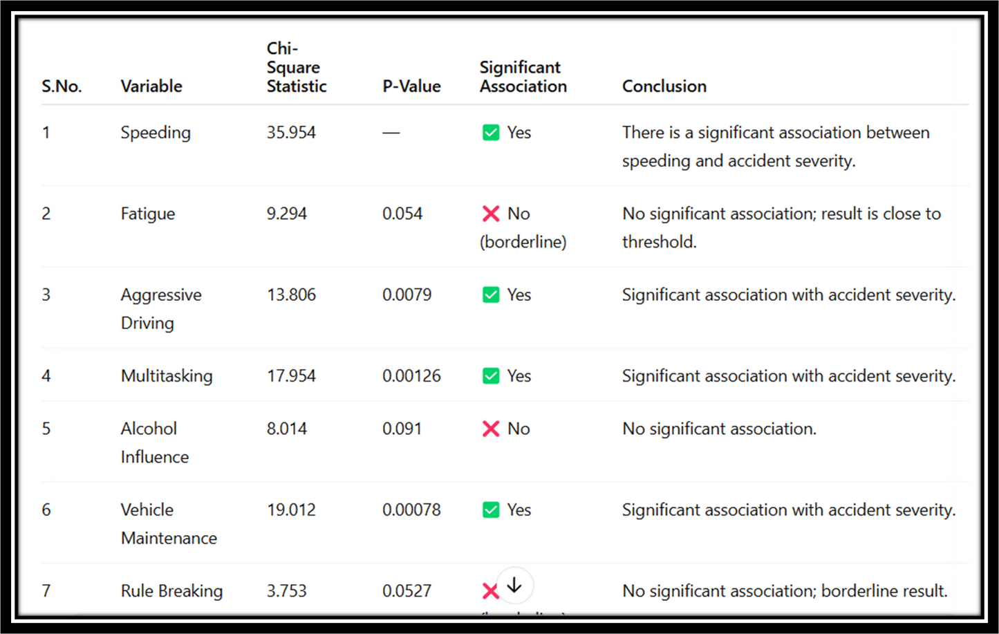 Chi-
Square Significant
S.No. Variable Statistic P-Value Association Conclusion
1 Speeding 35.954 — ✅ Yes There is a significant association between
speeding and accident severity.
2 Fatigue 9.294 0.054 ❌ No No significant association; result is close to
(borderline) threshold.
3 Aggressive 13.806 0.0079 ✅ Yes Significant association with accident severity.
Driving
4 Multitasking 17.954 0.00126 ✅ Yes Significant association with accident severity.
5 Alcohol 8.014 0.091 ❌ No No significant association.
Influence
6 Vehicle 19.012 0.00078 ✅ Yes Significant association with accident severity.
Maintenance
7 Rule Breaking 3.753 0.0527 ❌ No significant association; borderline result.